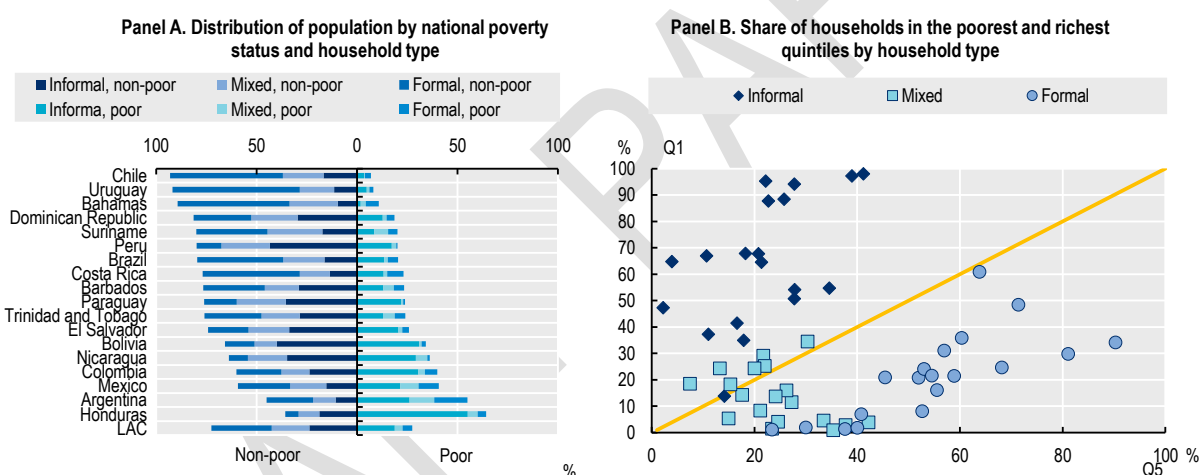 Panel A. Distribution of population by national poverty
status and household type
Informal, non-poor Mixed, non-poor Formal, non-poor
Informa, poor Mixed, poor Formal, poor
100 50 0 50 100
Chile
Uruguay
Bahamas
Dominican Republic
Suriname
Peru
Brazil
Costa Rica
Barbados
Paraguay
Trinidad and Tobago
El Salvador
Bolivia
Nicaragua
Colombia
Mexico
Argentina
Honduras
LAC
Non-poor Poor
%
Panel B. Share of households in the poorest and richest
quintiles by household type
Informal Mixed Formal
% Q1
100
90
80
70
60
50
40
30
20
10
0
0 20 40 60 80 100 %
Q5